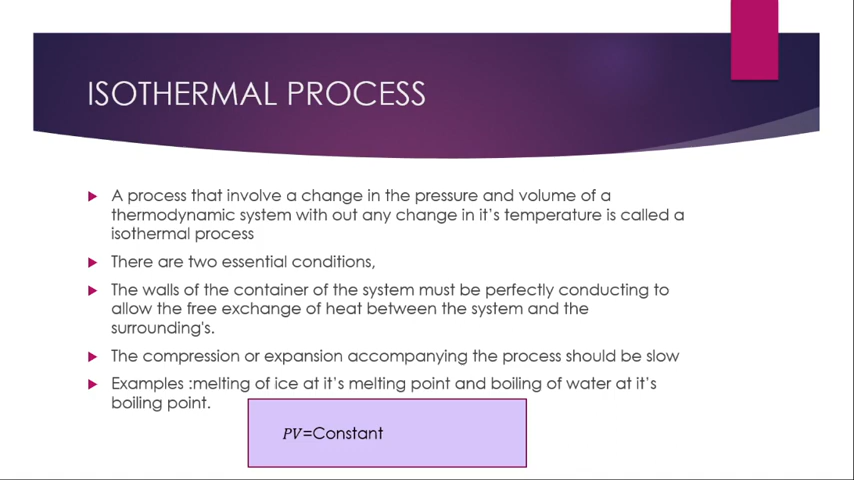 ISOTHERMAL PROCESS
A process that involve a change in the pressure and volume of a
thermodynamic system with out any change in it's temperature is called a
isothermal process
There are two essential conditions,
The walls of the container of the system must be perfectly conducting to
allow the free exchange of heat between the system and the
surrounding's.
The compression or expansion accompanying the process should be slow
Examples :melting of ice at it's melting point and boiling of water at it's
boiling point.
PV=Constant